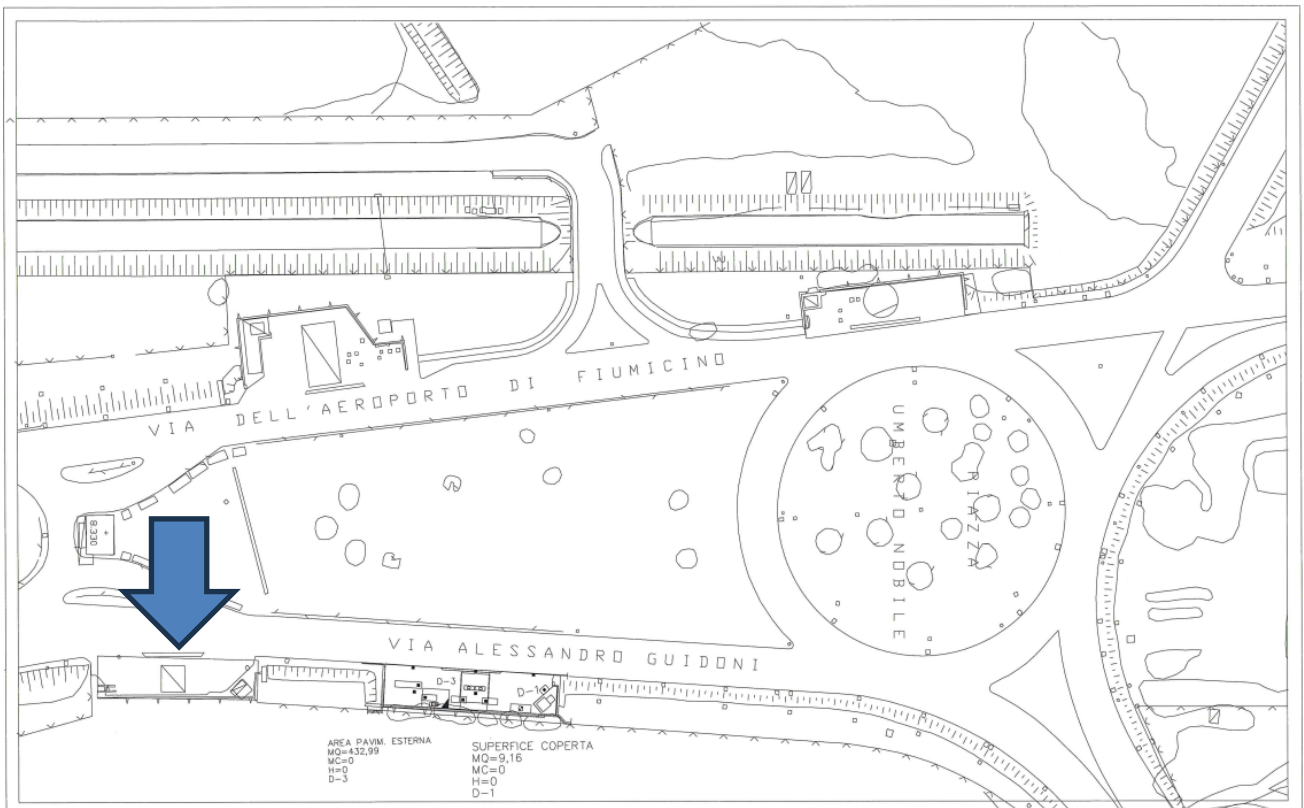 VIA DELL'AEROPORTO DI FIUMICINO
UMBERTO NOBILE
PIAZZA
8.330
VIA ALESSANDRO GUIDONI
D-3
D-1
AREA PAVIM. ESTERNA
MQ=432,99
MC=0
H=0
D-3
SUPERFICE COPERTA
MQ=9,16
MC=0
H=0
D-1